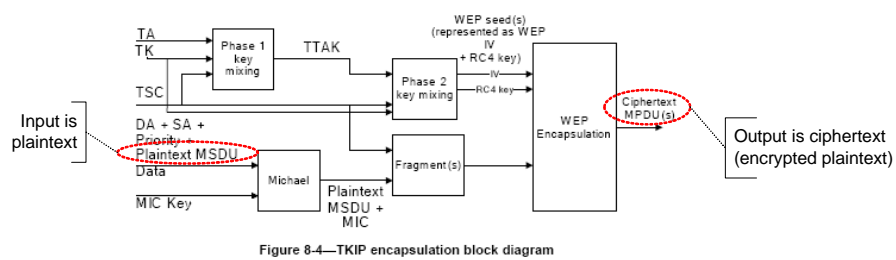 WEP seed(s)
(represented as WEP
IV
+ RC4 key)
TA
TK
Phase 1
key
mixing
TTAK
TSC
Phase 2
key mixing
IV
RC4 key
WEP
Encapsulation
Ciphertext
MPDU(s)
Input is
plaintext
DA + SA +
Priority +
Plaintext MSDU
Data
MIC Key
Michael
Plaintext
MSDU +
MIC
Fragment(s)
Output is ciphertext
(encrypted plaintext)
Figure 8-4—TKIP encapsulation block diagram